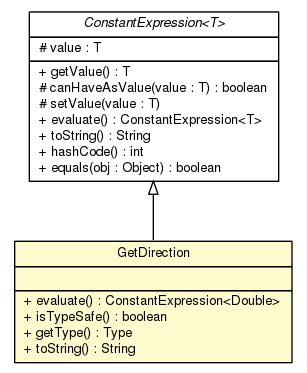 ConstantExpression<T>
# value : T
+ getValue() : T
# canHaveAsValue(value : T) : boolean
# setValue(value : T)
+ evaluate() : ConstantExpression<T>
+ toString() : String
+ hashCode() : int
+ equals(obj : Object) : boolean
GetDirection
+ evaluate() : ConstantExpression<Double>
+ isTypeSafe() : boolean
+ getType() : Type
+ toString() : String